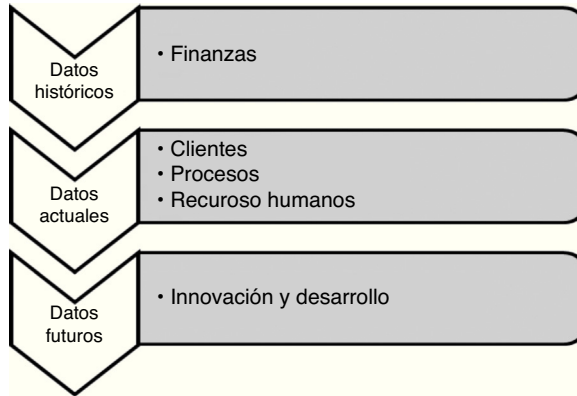 Datos
históricos
• Finanzas
Datos
actuales
• Clientes
• Procesos
• Recuroso humanos
Datos
futuros
• Innovación y desarrollo